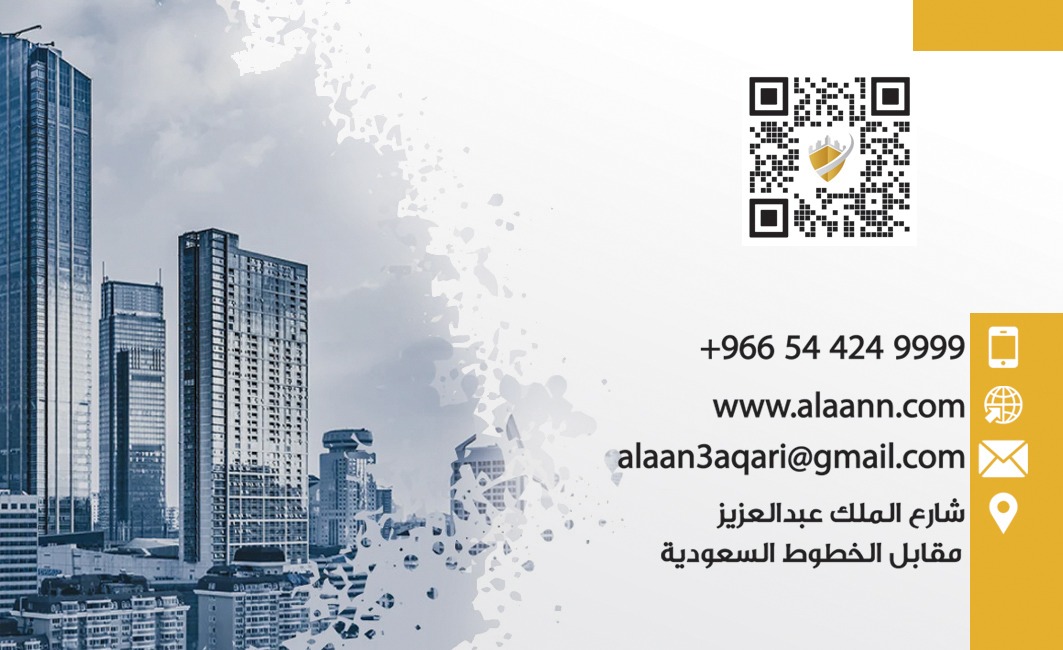 +966 54 424 9999
www.alaann.com
alaan3aqari@gmail.com
شارع الملك عبدالعزيز
مقابل الخطوط السعودية